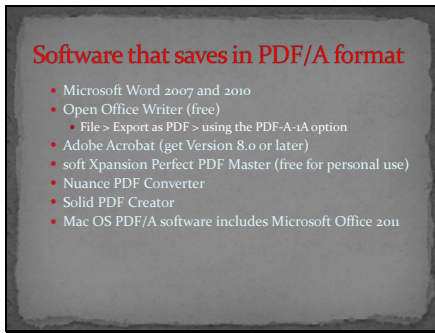 Software that saves in PDF/A format
• Microsoft Word 2007 and 2010
• Open Office Writer (free)
• File > Export as PDF > using the PDF-A-1A option
• Adobe Acrobat (get Version 8.0 or later)
• soft Xpansion Perfect PDF Master (free for personal use)
• Nuance PDF Converter
• Solid PDF Creator
• Mac OS PDF/A software includes Microsoft Office 2011